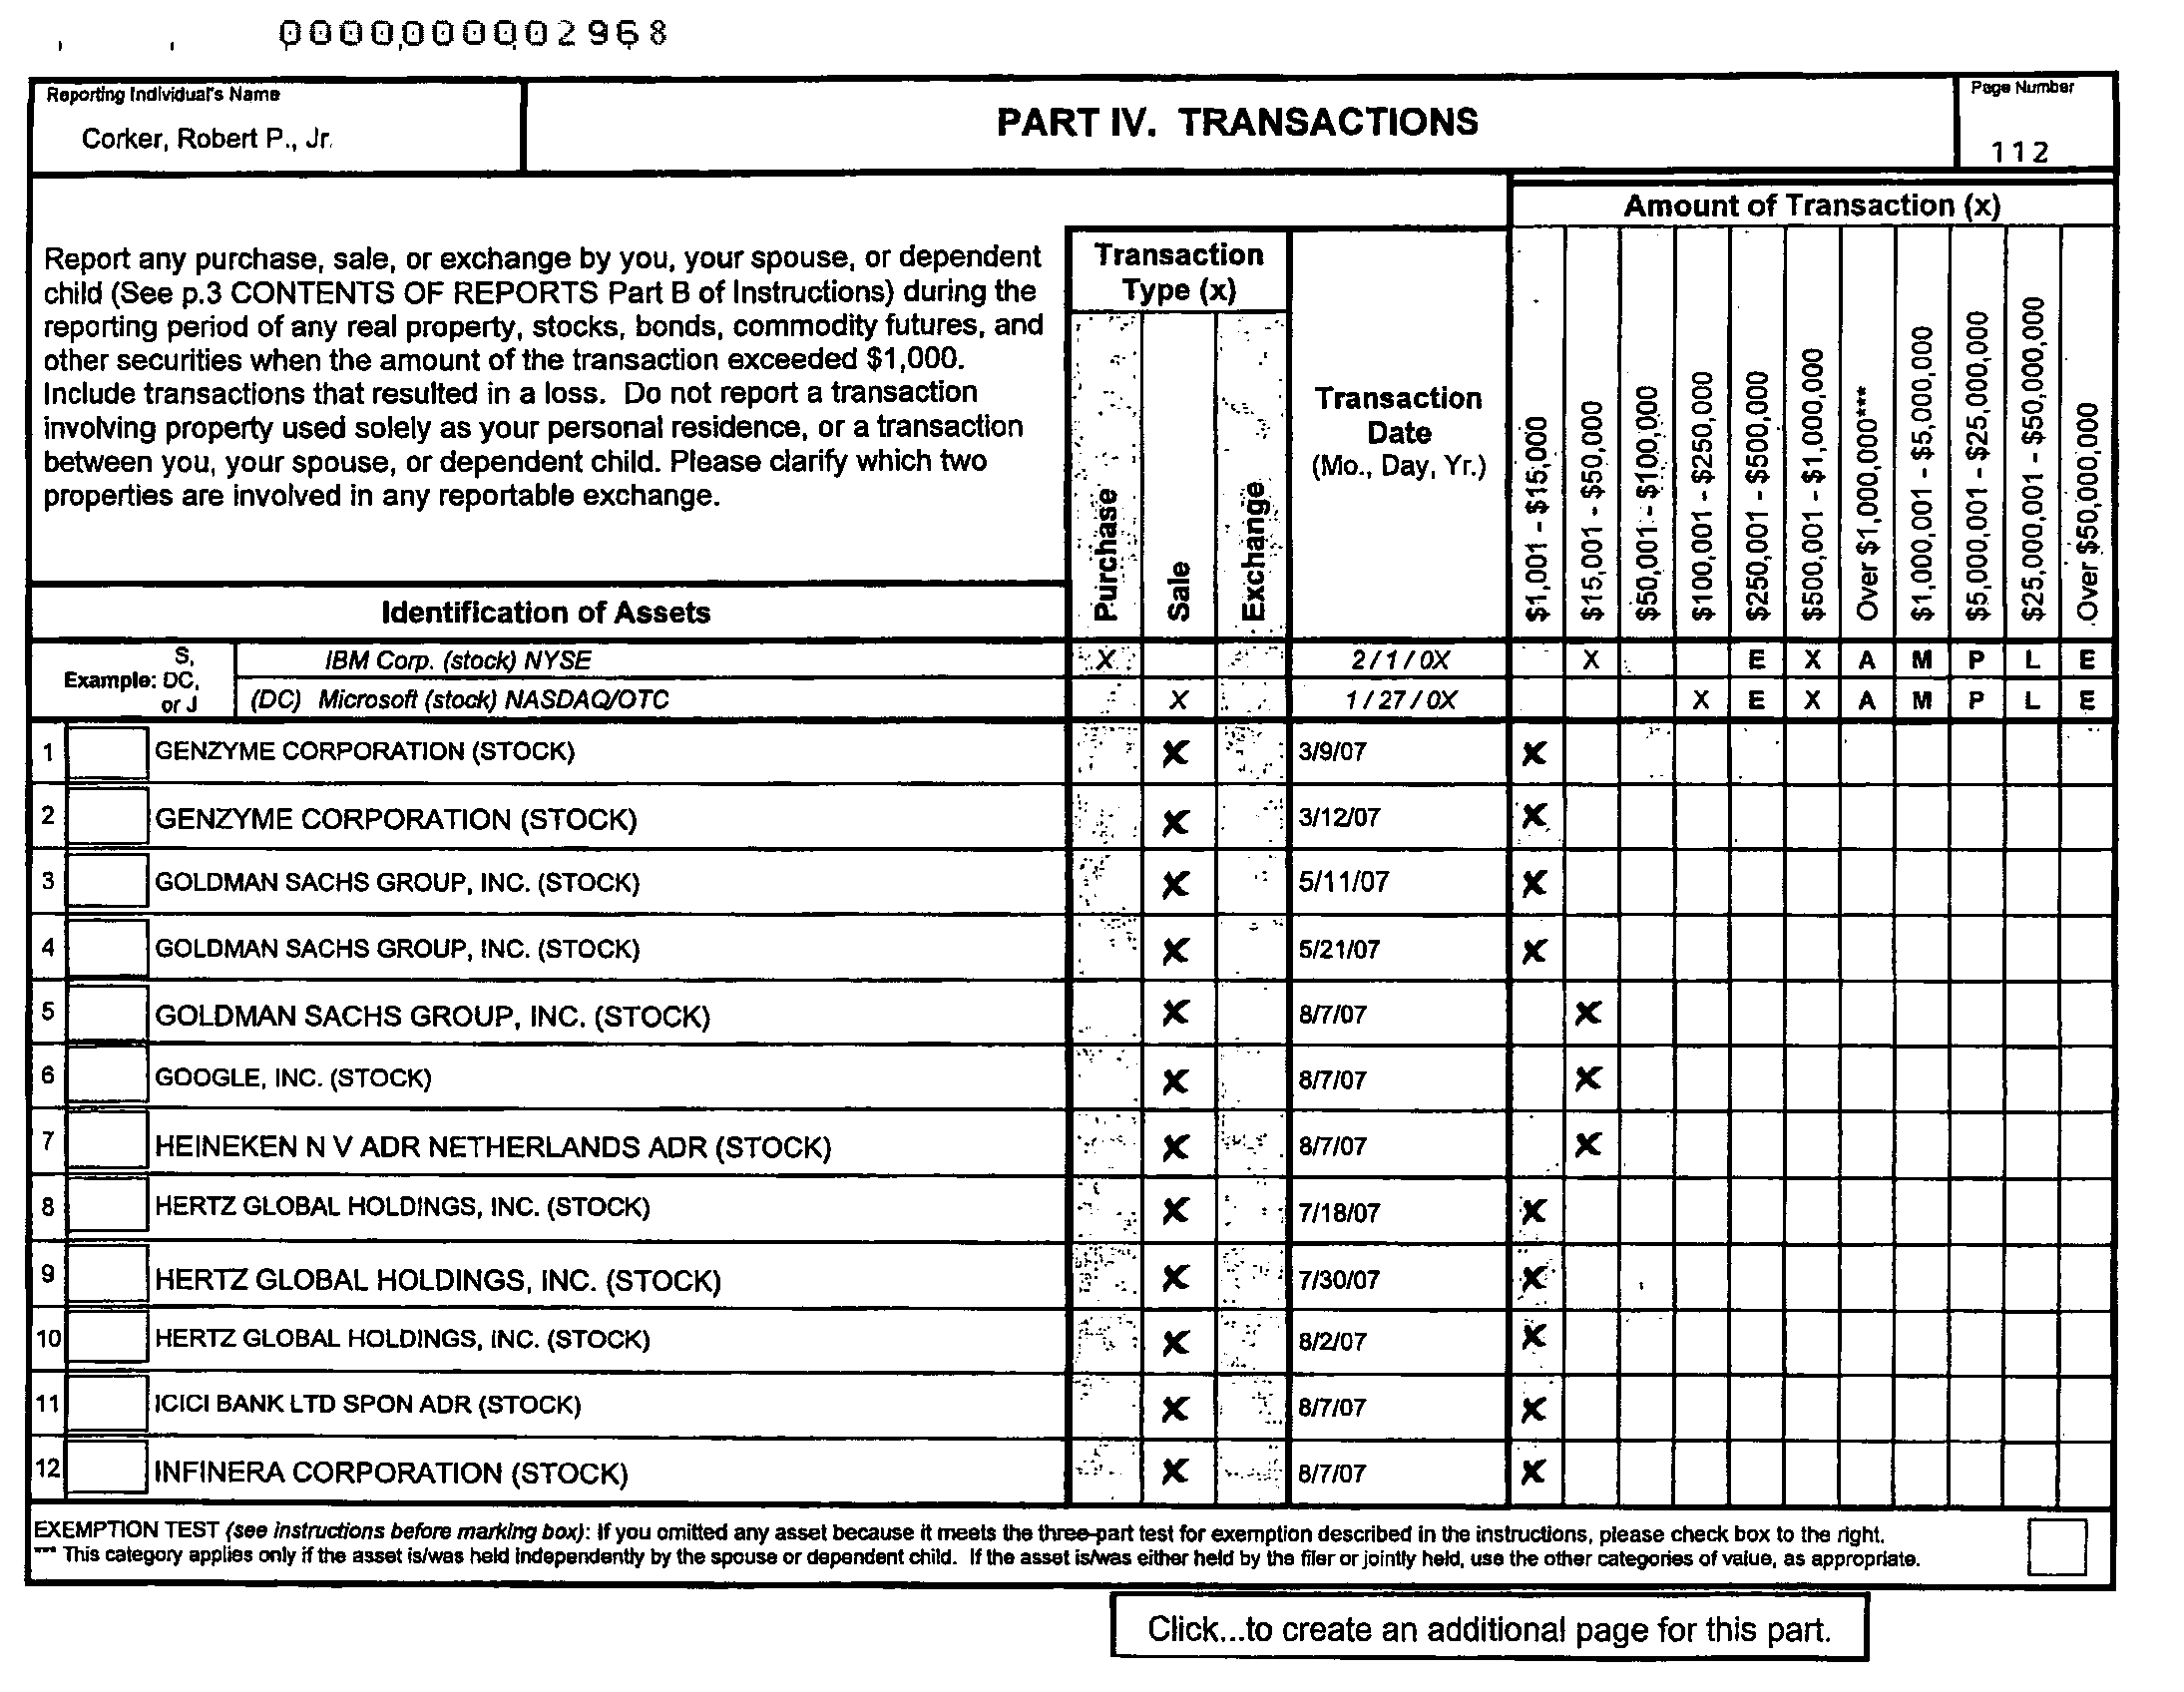 0000000002968
Reporting Individual's Name
Corker, Robert P., Jr.
PART IV. TRANSACTIONS
Page Number
112
Amount of Transaction (x)
Report any purchase, sale, or exchange by you, your spouse, or dependent
child (See p.3 CONTENTS OF REPORTS Part B of Instructions) during the
reporting period of any real property, stocks, bonds, commodity futures, and
other securities when the amount of the transaction exceeded $1,000.
Include transactions that resulted in a loss. Do not report a transaction
involving property used solely as your personal residence, or a transaction
between you, your spouse, or dependent child. Please clarify which two
properties are involved in any reportable exchange.
Transaction
Type (x)
Purchase
Sale
Exchange
Transaction
Date
(Mo., Day, Yr.)
$1,001 - $15,000
$15,001 - $50,000
$50,001 - $100,000
$100,001 - $250,000
$250,001 - $500,000
$500,001 - $1,000,000
Over $1,000,000***
$1,000,001 - $5,000,000
$5,000,001 - $25,000,000
$25,000,001 - $50,000,000
Over $50,000,000
Identification of Assets
Example: S, DC, or J
IBM Corp. (stock) NYSE X 2/1/0X X E X A M P L E
(DC) Microsoft (stock) NASDAQ/OTC X 1/27/0X X E X A M P L E
1 GENZYME CORPORATION (STOCK) X 3/9/07 X
2 GENZYME CORPORATION (STOCK) X 3/12/07 X
3 GOLDMAN SACHS GROUP, INC. (STOCK) X 5/11/07 X
4 GOLDMAN SACHS GROUP, INC. (STOCK) X 5/21/07 X
5 GOLDMAN SACHS GROUP, INC. (STOCK) X 8/7/07 X
6 GOOGLE, INC. (STOCK) X 8/7/07 X
7 HEINEKEN N V ADR NETHERLANDS ADR (STOCK) X 8/7/07 X
8 HERTZ GLOBAL HOLDINGS, INC. (STOCK) X 7/18/07 X
9 HERTZ GLOBAL HOLDINGS, INC. (STOCK) X 7/30/07 X
10 HERTZ GLOBAL HOLDINGS, INC. (STOCK) X 8/2/07 X
11 ICICI BANK LTD SPON ADR (STOCK) X 8/7/07 X
12 INFINERA CORPORATION (STOCK) X 8/7/07 X
EXEMPTION TEST (see instructions before marking box): If you omitted any asset because it meets the three-part test for exemption described in the instructions, please check box to the right.
*** This category applies only if the asset is/was held independently by the spouse or dependent child. If the asset is/was either held by the filer or jointly held, use the other categories of value, as appropriate.
Click...to create an additional page for this part.